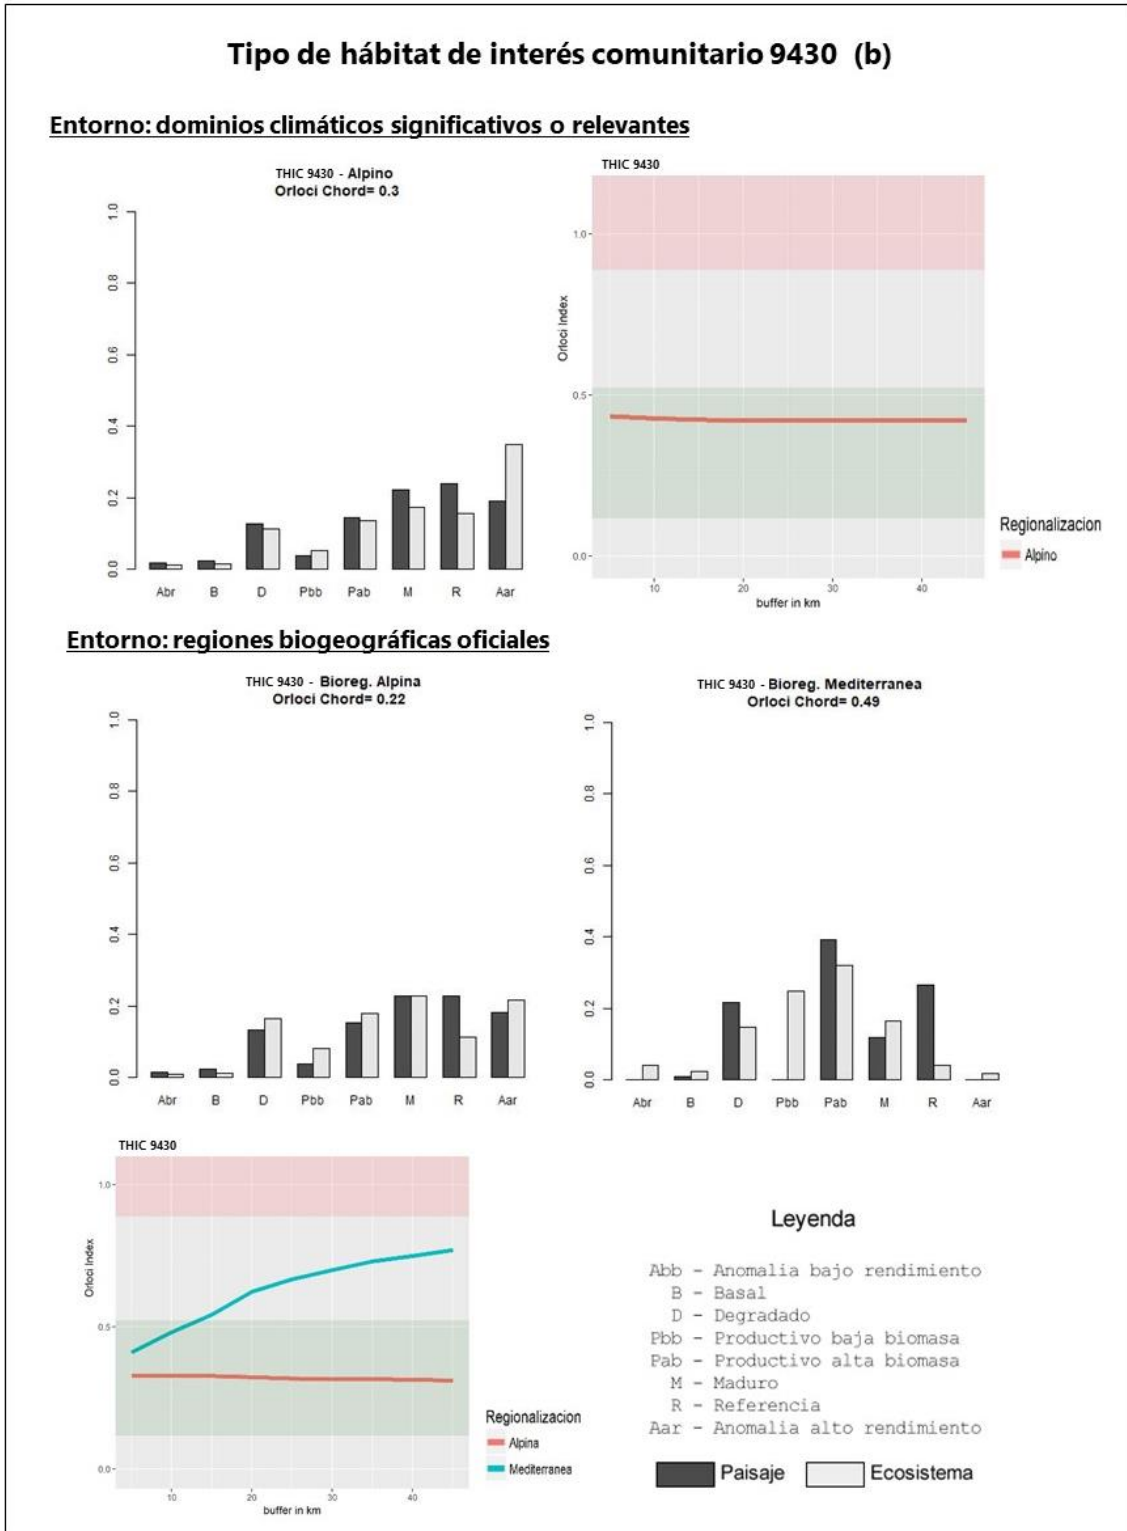 Tipo de hábitat de interés comunitario 9430 (b)
Entorno: dominios climáticos significativos o relevantes
THIC 9430 - Alpino
Orloci Chord= 0.3
1.0
0.8
0.6
0.4
0.2
0.0
Abr B D Pbb Pab M R Aar
THIC 9430
Orloci Index
1.0
0.5
0.0
10 20 30 40
buffer in km
Regionalizacion
Alpino
Entorno: regiones biogeográficas oficiales
THIC 9430 - Bioreg. Alpina
Orloci Chord= 0.22
1.0
0.8
0.6
0.4
0.2
0.0
Abr B D Pbb Pab M R Aar
THIC 9430 - Bioreg. Mediterranea
Orloci Chord= 0.49
1.0
0.8
0.6
0.4
0.2
0.0
Abr B D Pbb Pab M R Aar
THIC 9430
Orloci Index
1.0
0.5
0.0
10 20 30 40
buffer in km
Regionalizacion
Alpina
Mediterranea
Leyenda
Abb - Anomalia bajo rendimiento
B - Basal
D - Degradado
Pbb - Productivo baja biomasa
Pab - Productivo alta biomasa
M - Maduro
R - Referencia
Aar - Anomalia alto rendimiento
Paisaje Ecosistema